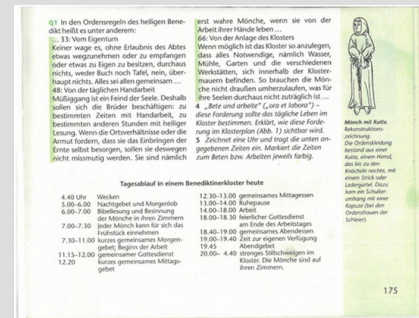 Q1 In den Ordensregeln des heiligen Bene-
dikt heißt es unter anderem:
... 33: Vom Eigentum
Keiner wage es, ohne Erlaubnis des Abtes
etwas wegzunehmen oder zu empfangen
oder etwas zu Eigen zu besitzen, durchaus
nichts, weder Buch noch Tafel, nein, über-
haupt nichts. Alles sei allen gemeinsam ...
48: Von der täglichen Handarbeit
Müßiggang ist ein Feind der Seele. Deshalb
sollen sich die Brüder beschäftigen: zu
bestimmten Zeiten mit Handarbeit, zu
bestimmten anderen Stunden mit heiliger
Lesung. Wenn die Ortsverhältnisse oder die
Armut fordern, dass sie das Einbringen der
Ernte selbst besorgen, sollen sie deswegen
nicht missmutig werden. Sie sind nämlich
erst wahre Mönche, wenn sie von der
Arbeit ihrer Hände leben ...
66: Von der Anlage des Klosters
Wenn möglich ist das Kloster so anzulegen,
dass alles Notwendige, nämlich Wasser,
Mühle, Garten und die verschiedenen
Werkstätten, sich innerhalb der Kloster-
mauern befinden. So brauchen die Mön-
che nicht draußen umherzulaufen, was für
ihre Seelen durchaus nicht zuträglich ist ...
4 „Bete und arbeite“ („ora et labora“) –
diese Forderung sollte das tägliche Leben im
Kloster bestimmen. Erklärt, wie diese Forde-
rung im Klosterplan (Abb. 1) sichtbar wird.
5 Zeichnet eine Uhr und tragt die unten an-
gegebenen Zeiten ein. Markiert die Zeiten
zum Beten bzw. Arbeiten jeweils farbig.
Mönch mit Kutte.
Rekonstruktions-
zeichnung.
Die Ordenskleidung
bestand aus einer
Kutte, einem Hemd,
das bis zu den
Knöcheln reichte, mit
einem Strick oder
Ledergürtel. Dazu
kam ein Schulter-
umhang mit einer
Kapuze (bei den
Ordensfrauen der
Schleier).
Tagesablauf in einem Benediktinerkloster heute
4.40 Uhr Wecken
5.00–6.00 Nachtgebet und Morgenlob
6.00–7.00 Bibellesung und Besinnung
der Mönche in ihren Zimmern
7.00–7.30 Jeder Mönch kann für sich das
Frühstück einnehmen
7.30–11.00 kurzes gemeinsames Morgen-
gebet; Beginn der Arbeit
11.15–12.00 gemeinsamer Gottesdienst
12.20 kurzes gemeinsames Mittags-
gebet
12.30–13.00 gemeinsames Mittagessen
13.00–14.00 Ruhepause
14.00–18.00 Arbeit
18.00–18.30 feierlicher Gottesdienst
am Ende des Arbeitstages
18.40–19.00 gemeinsames Abendessen
19.00–19.40 Zeit zur eigenen Verfügung
19.45 Abendgebet
20.00– 4.40 strenges Stillschweigen im
Kloster. Die Mönche sind auf
ihren Zimmern.
175